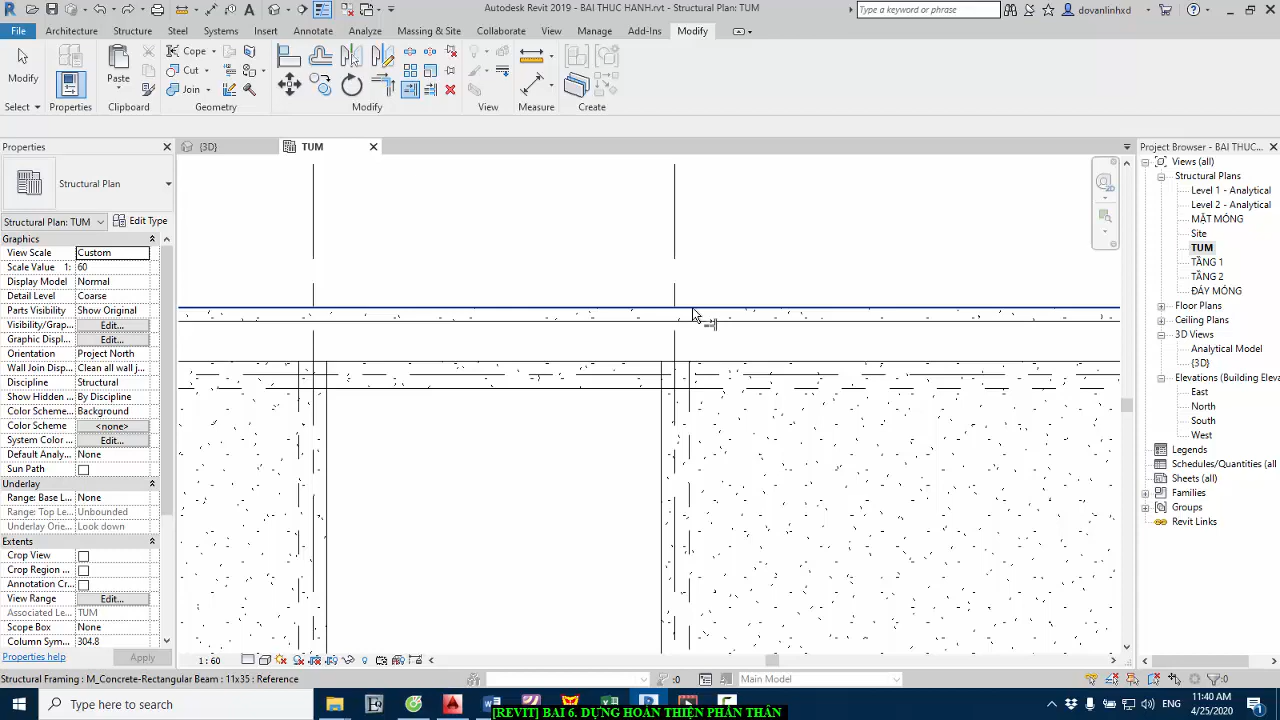 Autodesk Revit 2019 - BAI THUC HANH.rvt - Structural Plan: TUM
Type a keyword or phrase
dovanlinhxd
File
Architecture
Structure
Steel
Systems
Insert
Annotate
Analyze
Massing & Site
Collaborate
View
Manage
Add-Ins
Modify
Modify
Paste
Cope
Cut
Join
Select
Properties
Clipboard
Geometry
Modify
View
Measure
Create
Properties
{3D}
TUM
Project Browser - BAI THUC...
Structural Plan
Structural Plan: TUM
Edit Type
Graphics
View Scale Custom
Scale Value 1: 60
Display Model Normal
Detail Level Coarse
Parts Visibility Show Original
Visibility/Grap... Edit...
Graphic Displ... Edit...
Orientation Project North
Wall Join Displ... Clean all wall j...
Discipline Structural
Show Hidden ... By Discipline
Color Scheme... Background
Color Scheme <none>
System Color ... Edit...
Default Analy... None
Sun Path
Underlay
Range: Base L... None
Range: Top Le... Unbounded
Underlay Orie... Look down
Extents
Crop View
Crop Region ...
Annotation Cr...
View Range Edit...
Associated Le... TUM
Scope Box None
Column Sym... 304.8
Properties help
Apply
Views (all)
Structural Plans
Level 1 - Analytical
Level 2 - Analytical
MẶT MÓNG
Site
TUM
TẦNG 1
TẦNG 2
ĐÁY MÓNG
Floor Plans
Ceiling Plans
3D Views
Analytical Model
{3D}
Elevations (Building Eleva
East
North
South
West
Legends
Schedules/Quantities (all
Sheets (all)
Families
Groups
Revit Links
1 : 60
Structural Framing : M_Concrete-Rectangular Beam : 11x35 : Reference
:0
Main Model
:0
Type here to search
ENG
11:40 AM
4/25/2020
[REVIT] BAI 6. DỰNG HOÀN THIỆN PHẦN THÂN